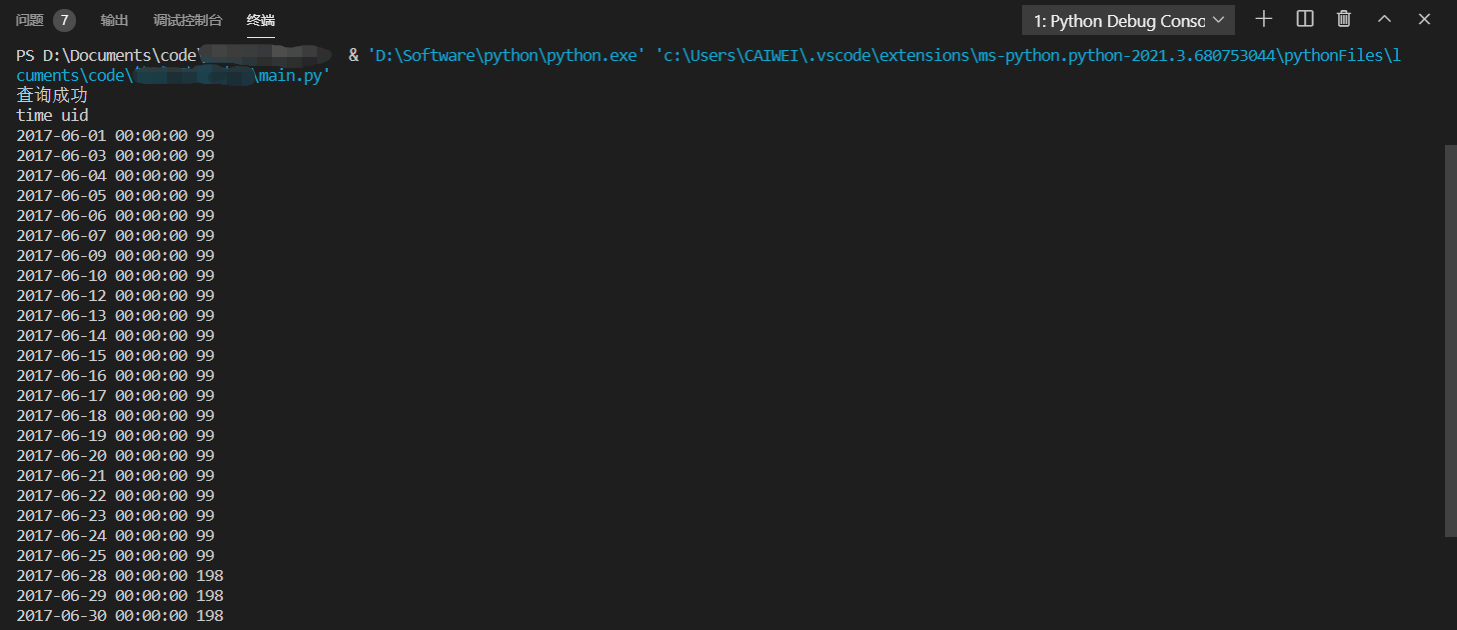 问题 7 输出 调试控制台 终端 1: Python Debug Conso
PS D:\Documents\code\ & 'D:\Software\python\python.exe' 'c:\Users\CAIWEI\.vscode\extensions\ms-python.python-2021.3.680753044\pythonFiles\l
cuments\code\ \main.py'
查询成功
time uid
2017-06-01 00:00:00 99
2017-06-03 00:00:00 99
2017-06-04 00:00:00 99
2017-06-05 00:00:00 99
2017-06-06 00:00:00 99
2017-06-07 00:00:00 99
2017-06-09 00:00:00 99
2017-06-10 00:00:00 99
2017-06-12 00:00:00 99
2017-06-13 00:00:00 99
2017-06-14 00:00:00 99
2017-06-15 00:00:00 99
2017-06-16 00:00:00 99
2017-06-17 00:00:00 99
2017-06-18 00:00:00 99
2017-06-19 00:00:00 99
2017-06-20 00:00:00 99
2017-06-21 00:00:00 99
2017-06-22 00:00:00 99
2017-06-23 00:00:00 99
2017-06-24 00:00:00 99
2017-06-25 00:00:00 99
2017-06-28 00:00:00 198
2017-06-29 00:00:00 198
2017-06-30 00:00:00 198